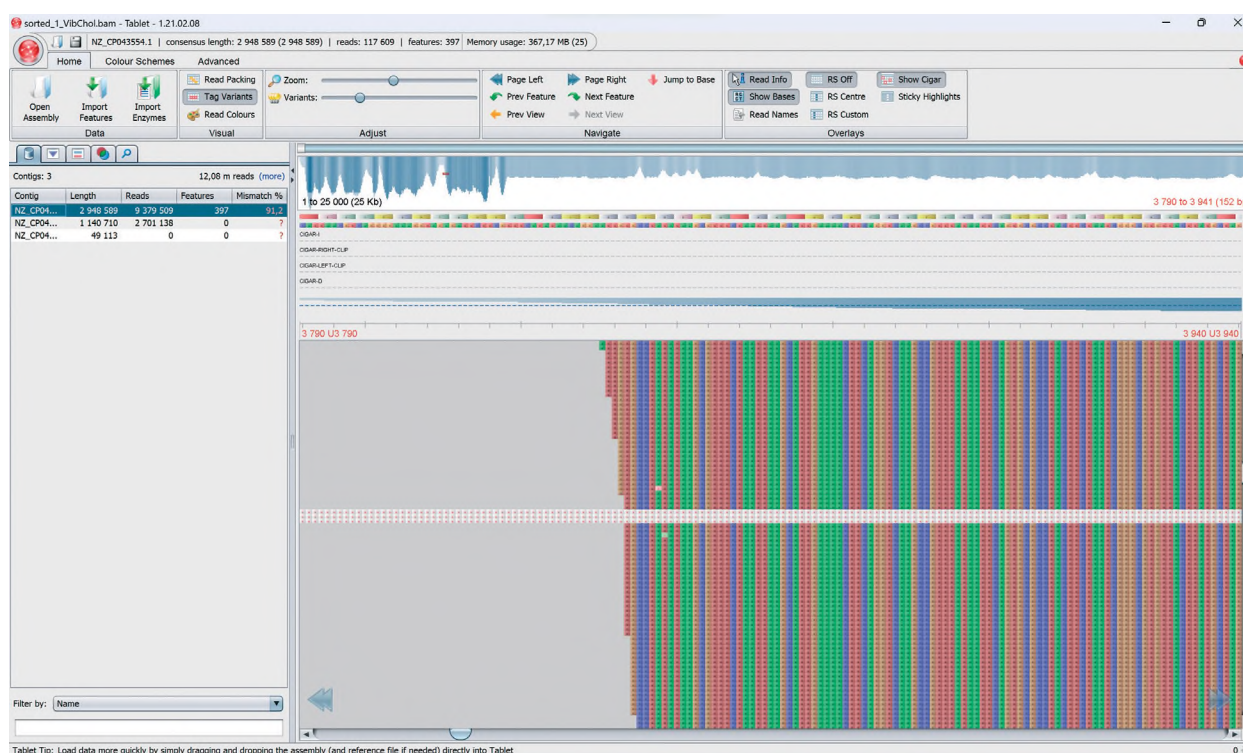 sorted_1_VibChol.bam - Tablet - 1.21.02.08
NZ_CP043554.1 | consensus length: 2 948 589 (2 948 589) | reads: 117 609 | features: 397 Memory usage: 367,17 MB (25)
Home Colour Schemes Advanced
Open Assembly
Import Features
Import Enzymes
Data
Read Packing
Tag Variants
Read Colours
Visual
Zoom:
Variants:
Adjust
Page Left Page Right Jump to Base
Prev Feature Next Feature
Prev View Next View
Navigate
Read Info RS Off Show Cigar
Show Bases RS Centre Sticky Highlights
Read Names RS Custom
Overlays
Contigs: 3 12,08 m reads (more)
Contig Length Reads Features Mismatch %
NZ_CP04... 2 948 589 9 379 509 397 91,2
NZ_CP04... 1 140 710 2 701 138 0 ?
NZ_CP04... 49 113 0 0 ?
1 to 25 000 (25 Kb) 3 790 to 3 941 (152 b
CIGAR-I
CIGAR-RIGHT-CLIP
CIGAR-LEFT-CLIP
CIGAR-D
3 790 U3 790 3 940 U3 940
Filter by: Name
Tablet Tip: Load data more quickly by simply dragging and dropping the assembly (and reference file if needed) directly into Tablet 0